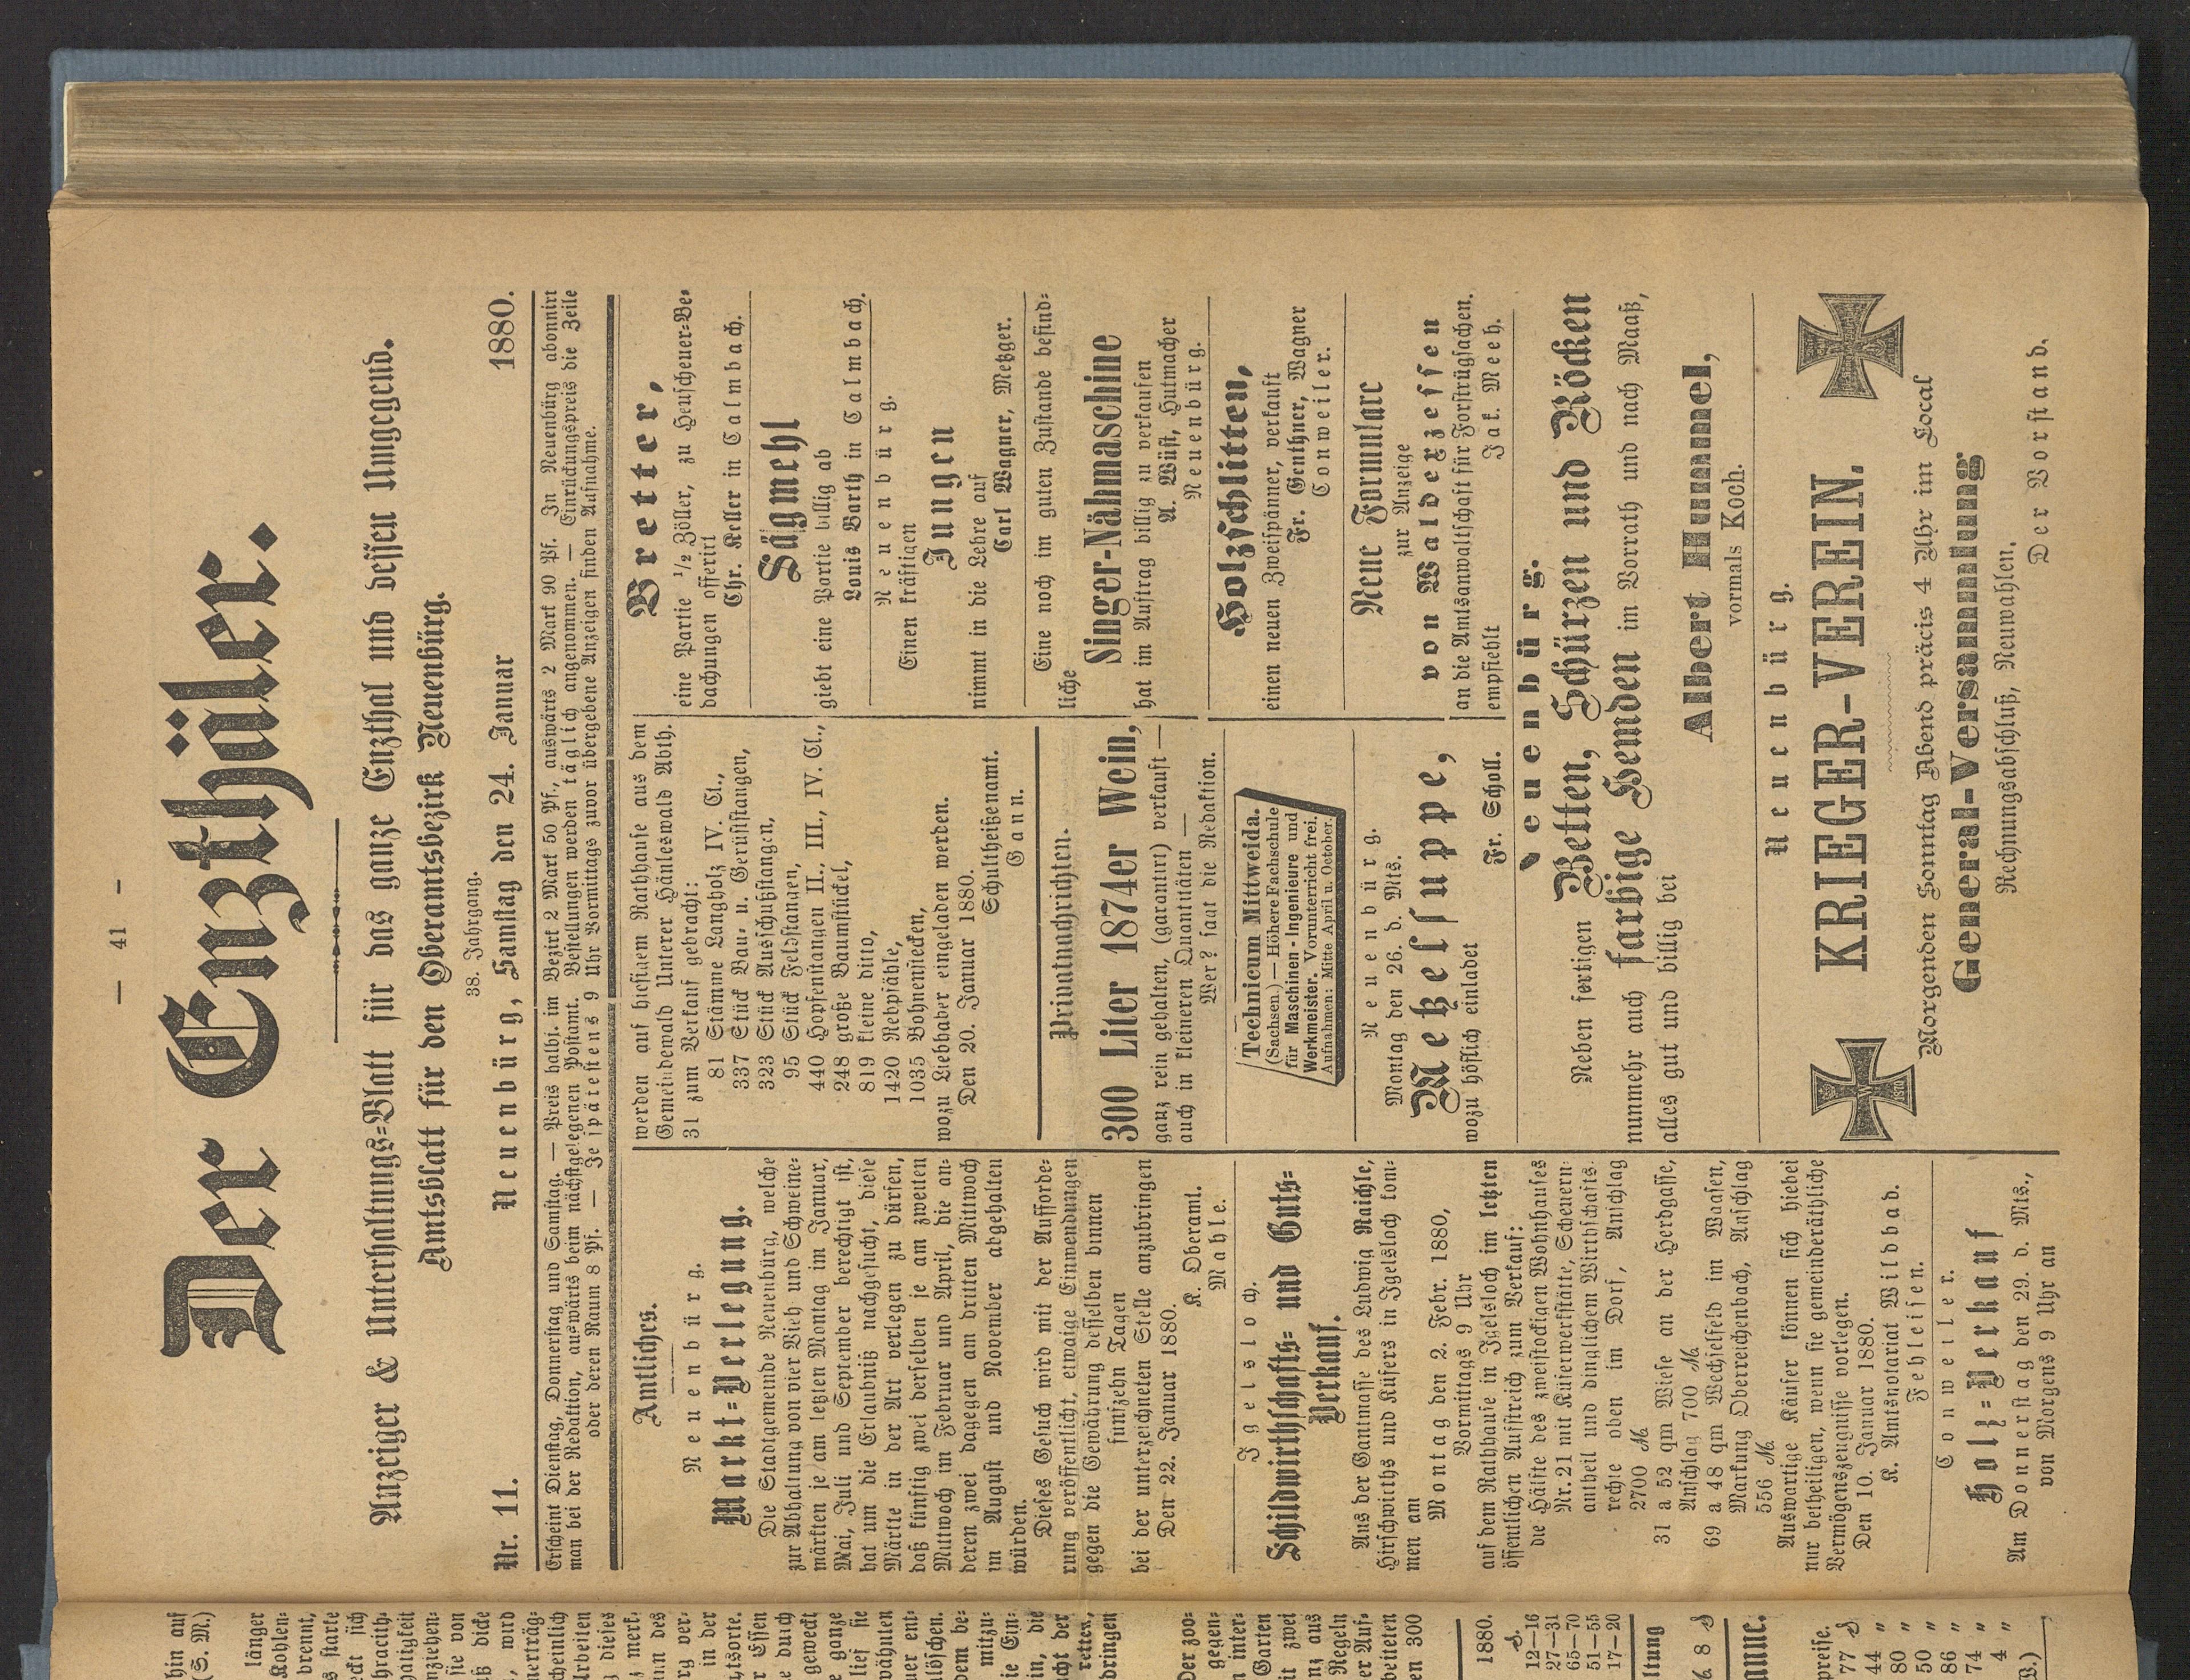 — 41 —
Der Enzthäler.
Anzeiger & Unterhaltungs-Blatt für das ganze Enzthal und dessen Umgegend.
Amtsblatt für den Oberamtsbezirk Neuenbürg.
38. Jahrgang.
Nr. 11. Neuenbürg, Samstag den 24. Januar 1880.
Erscheint Dienstag, Donnerstag und Samstag. — Preis halbj. im Bezirk 2 Mark 50 Pf., auswärts 2 Mark 90 Pf. In Neuenbürg abonnirt
man bei der Redaktion, auswärts beim nächstgelegenen Postamt. Bestellungen werden täglich angenommen. — Einrückungspreis die Zeile
oder deren Raum 8 Pf. — Je spätestens 9 Uhr Vormittags zuvor übergebene Anzeigen finden Aufnahme.
Amtliches.
Neuenbürg.
Markt-Verlegung.
Die Stadtgemeinde Neuenbürg, welche
zur Abhaltung von vier Vieh und Schweine-
märkten je am letzten Montag im Januar,
Mai, Juli und September berechtigt ist,
hat um die Erlaubniß nachgesucht, diese
Märkte in der Art verlegen zu dürfen,
daß künftig zwei derselben je am zweiten
Mittwoch im Februar und April, die an-
deren zwei dagegen am dritten Mittwoch
im August und November abgehalten
würden.
Dieses Gesuch wird mit der Aufforde-
rung veröffentlicht, etwaige Einwendungen
gegen die Gewährung desselben binnen
fünfzehn Tagen
bei der unterzeichneten Stelle anzubringen
Den 22. Januar 1880.
K. Oberamt.
Mahle.
Igelsloch.
Schildwirthschafts- und Guts-
Verkauf.
Aus der Gantmasse des Ludwig Raichle,
Hirschwirths und Küfers in Igelsloch kom-
men am
Montag den 2. Febr. 1880,
Vormittags 9 Uhr
auf dem Rathhause in Igelsloch im letzten
öffentlichen Aufstreich zum Verkauf:
die Hälfte des zweistockigen Wohnhauses
Nr. 21 mit Küferwerkstätte, Scheuern-
antheil und dinglichem Wirthschafts-
rechte oben im Dorf, Anschlag
2700 M
31 a 52 qm Wiese an der Herdgasse,
Anschlag 700 M
69 a 48 qm Wechselfeld im Waasen,
Markung Oberreichenbach, Anschlag
556 M
Auswärtige Käufer können sich hiebei
nur betheiligen, wenn sie gemeinderäthliche
Vermögenszeugnisse vorlegen.
Den 10. Januar 1880.
K. Amtsnotariat Wildbad.
Fehleisen.
Conweiler.
Holz-Verkauf
Am Donnerstag den 29. d. Mts.,
von Morgens 9 Uhr an
werden auf hiesigem Rathhause aus dem
Gemeindewald Unterer Hänleswald Abth.
31 zum Verkauf gebracht:
81 Stämme Langholz IV. Cl.,
337 Stück Bau- u. Gerüststangen,
323 Stück Ausschußstangen,
95 Stück Feldstangen,
440 Hopfenstangen II., III., IV. Cl.,
248 große Baumstückel,
819 kleine ditto,
1420 Rebpfähle,
1035 Bohnenstecken,
wozu Liebhaber eingeladen werden.
Den 20. Januar 1880.
Schultheißenamt.
Gann.
Privatnachrichten.
300 Liter 1874er Wein,
ganz rein gehalten, (garantirt) verkauft —
auch in kleineren Quantitäten —
Wer? sagt die Redaktion.
Technicum Mittweida.
(Sachsen.) — Höhere Fachschule
für Maschinen-Ingenieure und
Werkmeister. Vorunterricht frei.
Aufnahmen: Mitte April u. October.
Neuenbürg.
Montag den 26. d. Mts.
Metzelsuppe,
wozu höflich einladet
Fr. Scholl.
Bretter,
eine Partie 1/2 Zöller, zu Heuscheuer-Be-
dachungen offerirt
Chr. Keller in Calmbach.
Sägmehl
giebt eine Partie billig ab
Louis Barth in Calmbach.
Neuenbürg.
Einen kräftigen
Jungen
nimmt in die Lehre auf
Carl Wagner, Metzger.
Eine noch im guten Zustande befind-
liche
Singer-Nähmaschine
hat im Auftrag billig zu verkaufen
A. Wüst, Hutmacher
Neuenbürg.
Holzschlitten,
einen neuen Zweispänner, verkauft
Fr. Genthner, Wagner
Conweiler.
Neue Formulare
zur Anzeige
von Waldexzessen
an die Amtsanwaltschaft für Forstrügsachen.
empfiehlt Jak. Meeh.
Neuenbürg.
Neben fertigen Betten, Schürzen und Röcken
nunmehr auch farbige Hemden im Vorrath und nach Maaß,
alles gut und billig bei
Albert Hummel,
vormals Koch.
Neuenbürg.
KRIEGER-VEREIN.
Morgenden Sonntag Abend präcis 4 Uhr im Local
General-Versammlung
Rechnungsabschluß, Neuwahlen.
Der Vorstand.